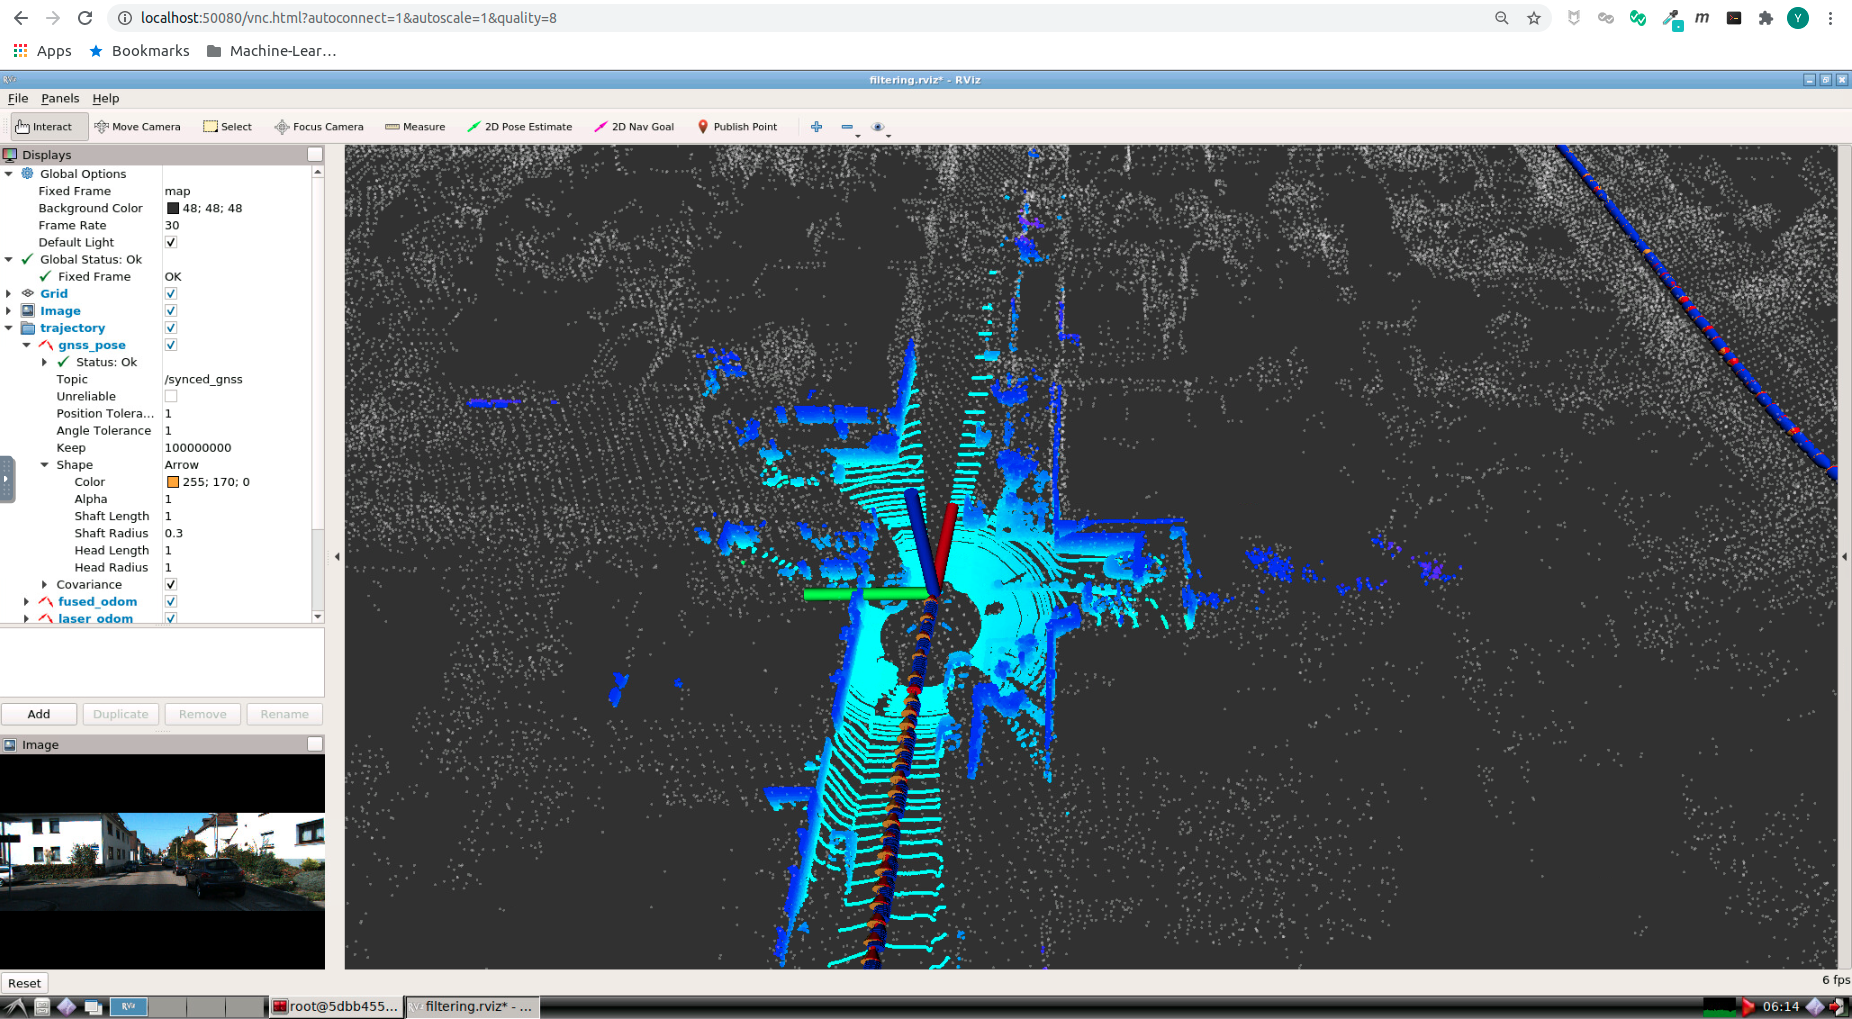 localhost:50080/vnc.html?autoconnect=1&autoscale=1&quality=8
m
Y
Apps
Bookmarks
Machine-Lear…
RViz
filtering.rviz* - RViz
File Panels Help
Interact Move Camera Select Focus Camera Measure 2D Pose Estimate 2D Nav Goal Publish Point
Displays
Global Options
Fixed Frame map
Background Color 48; 48; 48
Frame Rate 30
Default Light
Global Status: Ok
Fixed Frame OK
Grid
Image
trajectory
gnss_pose
Status: Ok
Topic /synced_gnss
Unreliable
Position Tolera... 1
Angle Tolerance 1
Keep 100000000
Shape Arrow
Color 255; 170; 0
Alpha 1
Shaft Length 1
Shaft Radius 0.3
Head Length 1
Head Radius 1
Covariance
fused_odom
laser_odom
Add Duplicate Remove Rename
Image
Reset
6 fps
RViz
root@5dbb455...
RViz filtering.rviz* - ...
06:14